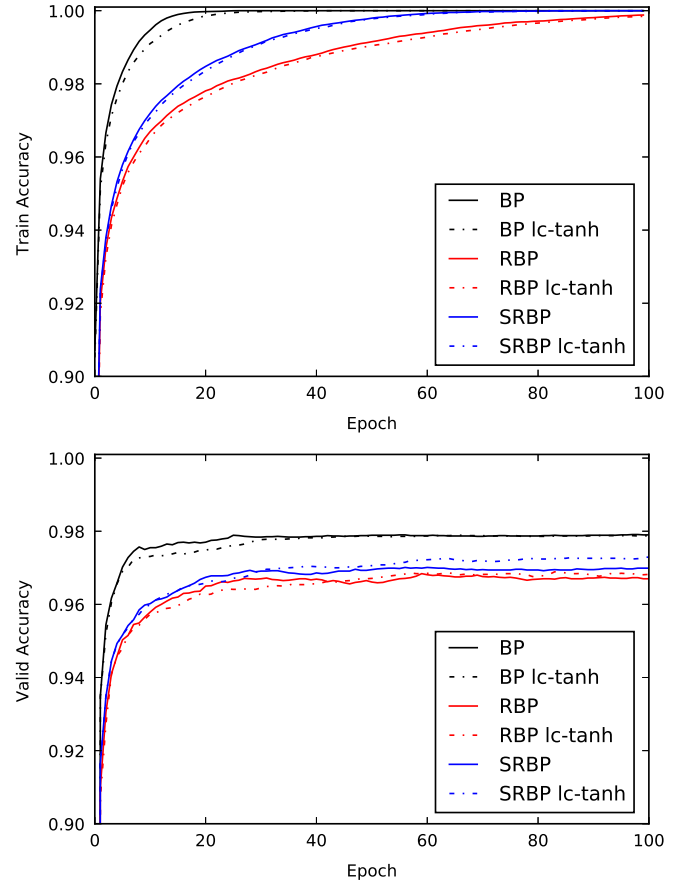 1.00
0.98
0.96
0.94
0.92
0.90
Train Accuracy
BP
BP lc-tanh
RBP
RBP lc-tanh
SRBP
SRBP lc-tanh
0 20 40 60 80 100
Epoch
1.00
0.98
0.96
0.94
0.92
0.90
Valid Accuracy
BP
BP lc-tanh
RBP
RBP lc-tanh
SRBP
SRBP lc-tanh
0 20 40 60 80 100
Epoch